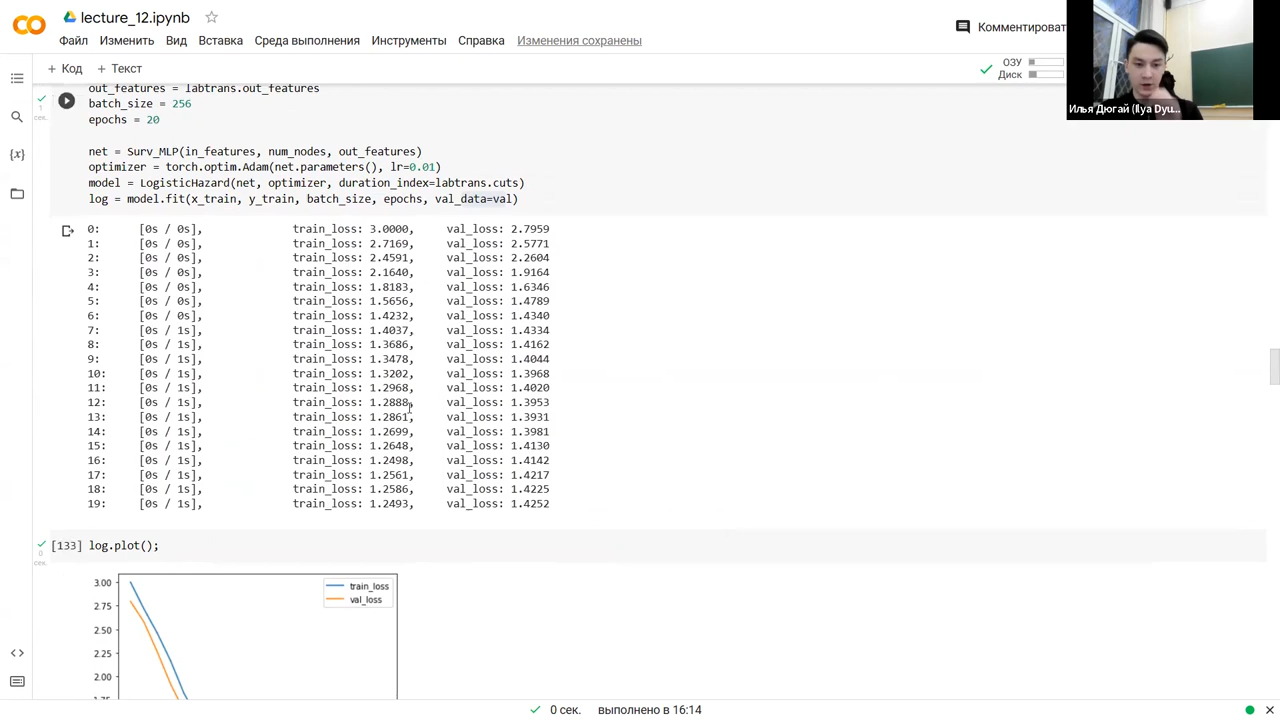 lecture_12.ipynb
Файл Изменить Вид Вставка Среда выполнения Инструменты Справка Изменения сохранены
Комментировать
Илья Дюгай (Ilya Dyu...
+ Код + Текст
ОЗУ
Диск
out_features = labtrans.out_features
batch_size = 256
epochs = 20
net = Surv_MLP(in_features, num_nodes, out_features)
optimizer = torch.optim.Adam(net.parameters(), lr=0.01)
model = LogisticHazard(net, optimizer, duration_index=labtrans.cuts)
log = model.fit(x_train, y_train, batch_size, epochs, val_data=val)
1
сек.
0: [0s / 0s], train_loss: 3.0000, val_loss: 2.7959
1: [0s / 0s], train_loss: 2.7169, val_loss: 2.5771
2: [0s / 0s], train_loss: 2.4591, val_loss: 2.2604
3: [0s / 0s], train_loss: 2.1640, val_loss: 1.9164
4: [0s / 0s], train_loss: 1.8183, val_loss: 1.6346
5: [0s / 0s], train_loss: 1.5656, val_loss: 1.4789
6: [0s / 0s], train_loss: 1.4232, val_loss: 1.4340
7: [0s / 1s], train_loss: 1.4037, val_loss: 1.4334
8: [0s / 1s], train_loss: 1.3686, val_loss: 1.4162
9: [0s / 1s], train_loss: 1.3478, val_loss: 1.4044
10: [0s / 1s], train_loss: 1.3202, val_loss: 1.3968
11: [0s / 1s], train_loss: 1.2968, val_loss: 1.4020
12: [0s / 1s], train_loss: 1.2888, val_loss: 1.3953
13: [0s / 1s], train_loss: 1.2861, val_loss: 1.3931
14: [0s / 1s], train_loss: 1.2699, val_loss: 1.3981
15: [0s / 1s], train_loss: 1.2648, val_loss: 1.4130
16: [0s / 1s], train_loss: 1.2498, val_loss: 1.4142
17: [0s / 1s], train_loss: 1.2561, val_loss: 1.4217
18: [0s / 1s], train_loss: 1.2586, val_loss: 1.4225
19: [0s / 1s], train_loss: 1.2493, val_loss: 1.4252
[133] log.plot();
0
сек.
3.00
2.75
2.50
2.25
2.00
1.75
train_loss
val_loss
0 сек. выполнено в 16:14